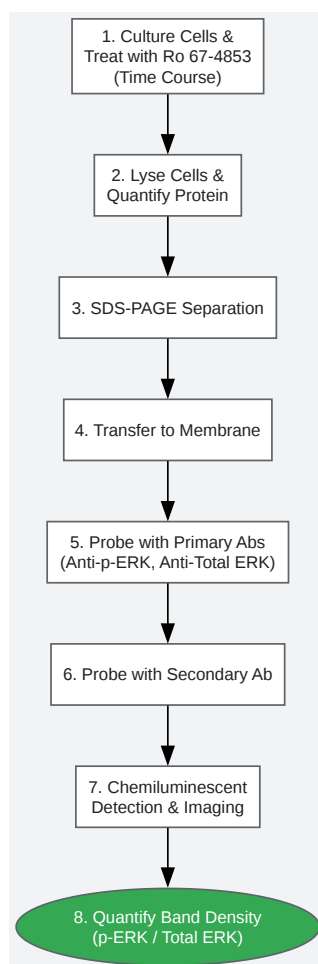 1. Culture Cells &
Treat with Ro 67-4853
(Time Course)
2. Lyse Cells &
Quantify Protein
3. SDS-PAGE Separation
4. Transfer to Membrane
5. Probe with Primary Abs
(Anti-p-ERK, Anti-Total ERK)
6. Probe with Secondary Ab
7. Chemiluminescent
Detection & Imaging
8. Quantify Band Density
(p-ERK / Total ERK)